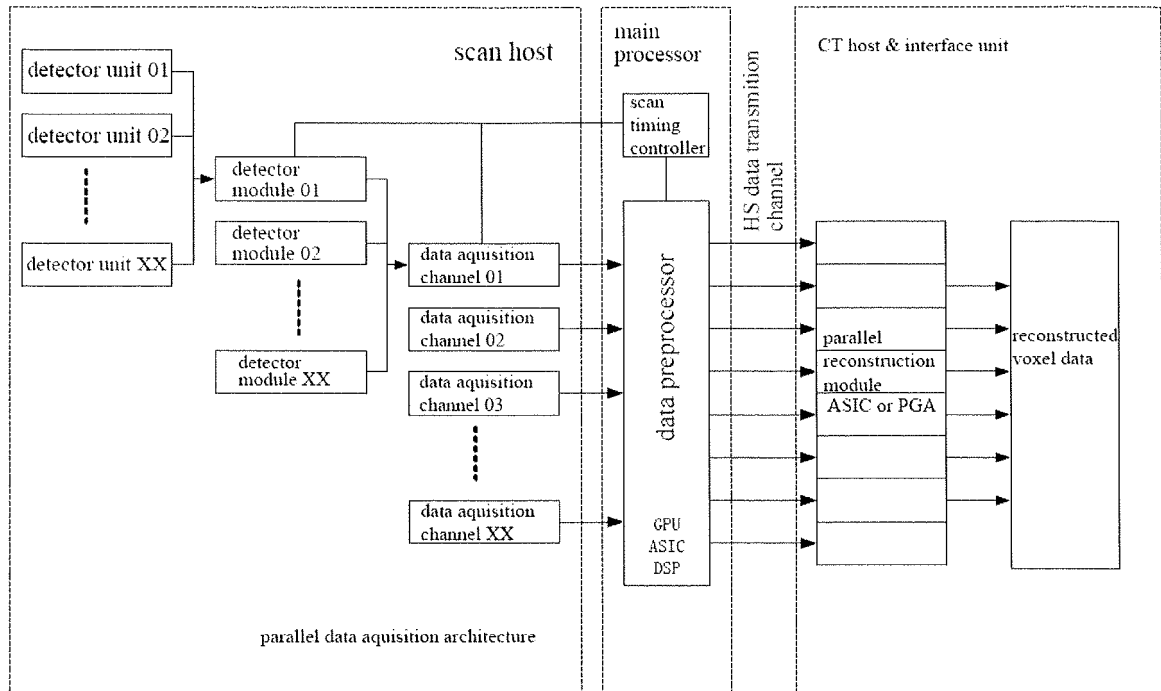 scan host
detector unit 01
detector unit 02
detector unit XX
detector
module 01
detector
module 02
detector
module XX
data aquisition
channel 01
data aquisition
channel 02
data aquisition
channel 03
data aquisition
channel XX
parallel data aquisition architecture
main
processor
scan
timing
controller
data preprocessor
GPU
ASIC
DSP
HS data transmition
channel
CT host & interface unit
parallel
reconstruction
module
ASIC or PGA
reconstructed
voxel data